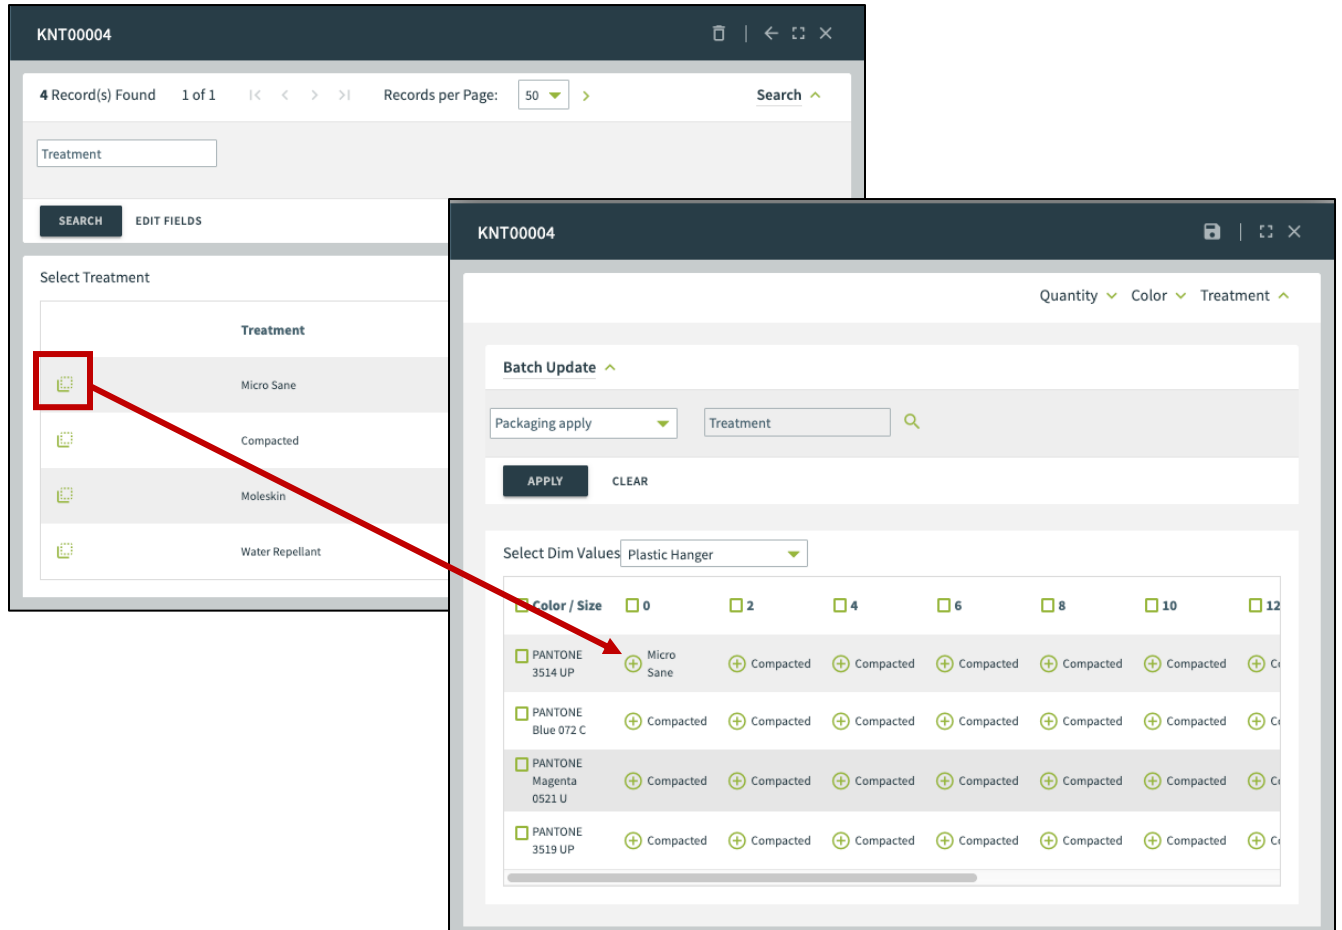 KNT00004
4 Record(s) Found 1 of 1 Records per Page: 50 Search
Treatment
SEARCH EDIT FIELDS
Select Treatment
Treatment
Micro Sane
Compacted
Moleskin
Water Repellant
KNT00004
Quantity Color Treatment
Batch Update
Packaging apply Treatment
APPLY CLEAR
Select Dim Values Plastic Hanger
Color / Size 0 2 4 6 8 10 12
PANTONE 3514 UP Micro Sane Compacted Compacted Compacted Compacted Compacted
PANTONE Blue 072 C Compacted Compacted Compacted Compacted Compacted Compacted
PANTONE Magenta 0521 U Compacted Compacted Compacted Compacted Compacted Compacted
PANTONE 3519 UP Compacted Compacted Compacted Compacted Compacted Compacted